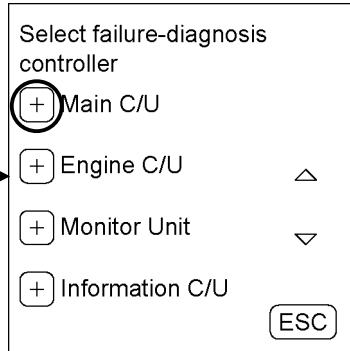 Select failure-diagnosis
controller
+ Main C/U
+ Engine C/U
+ Monitor Unit
+ Information C/U
ESC